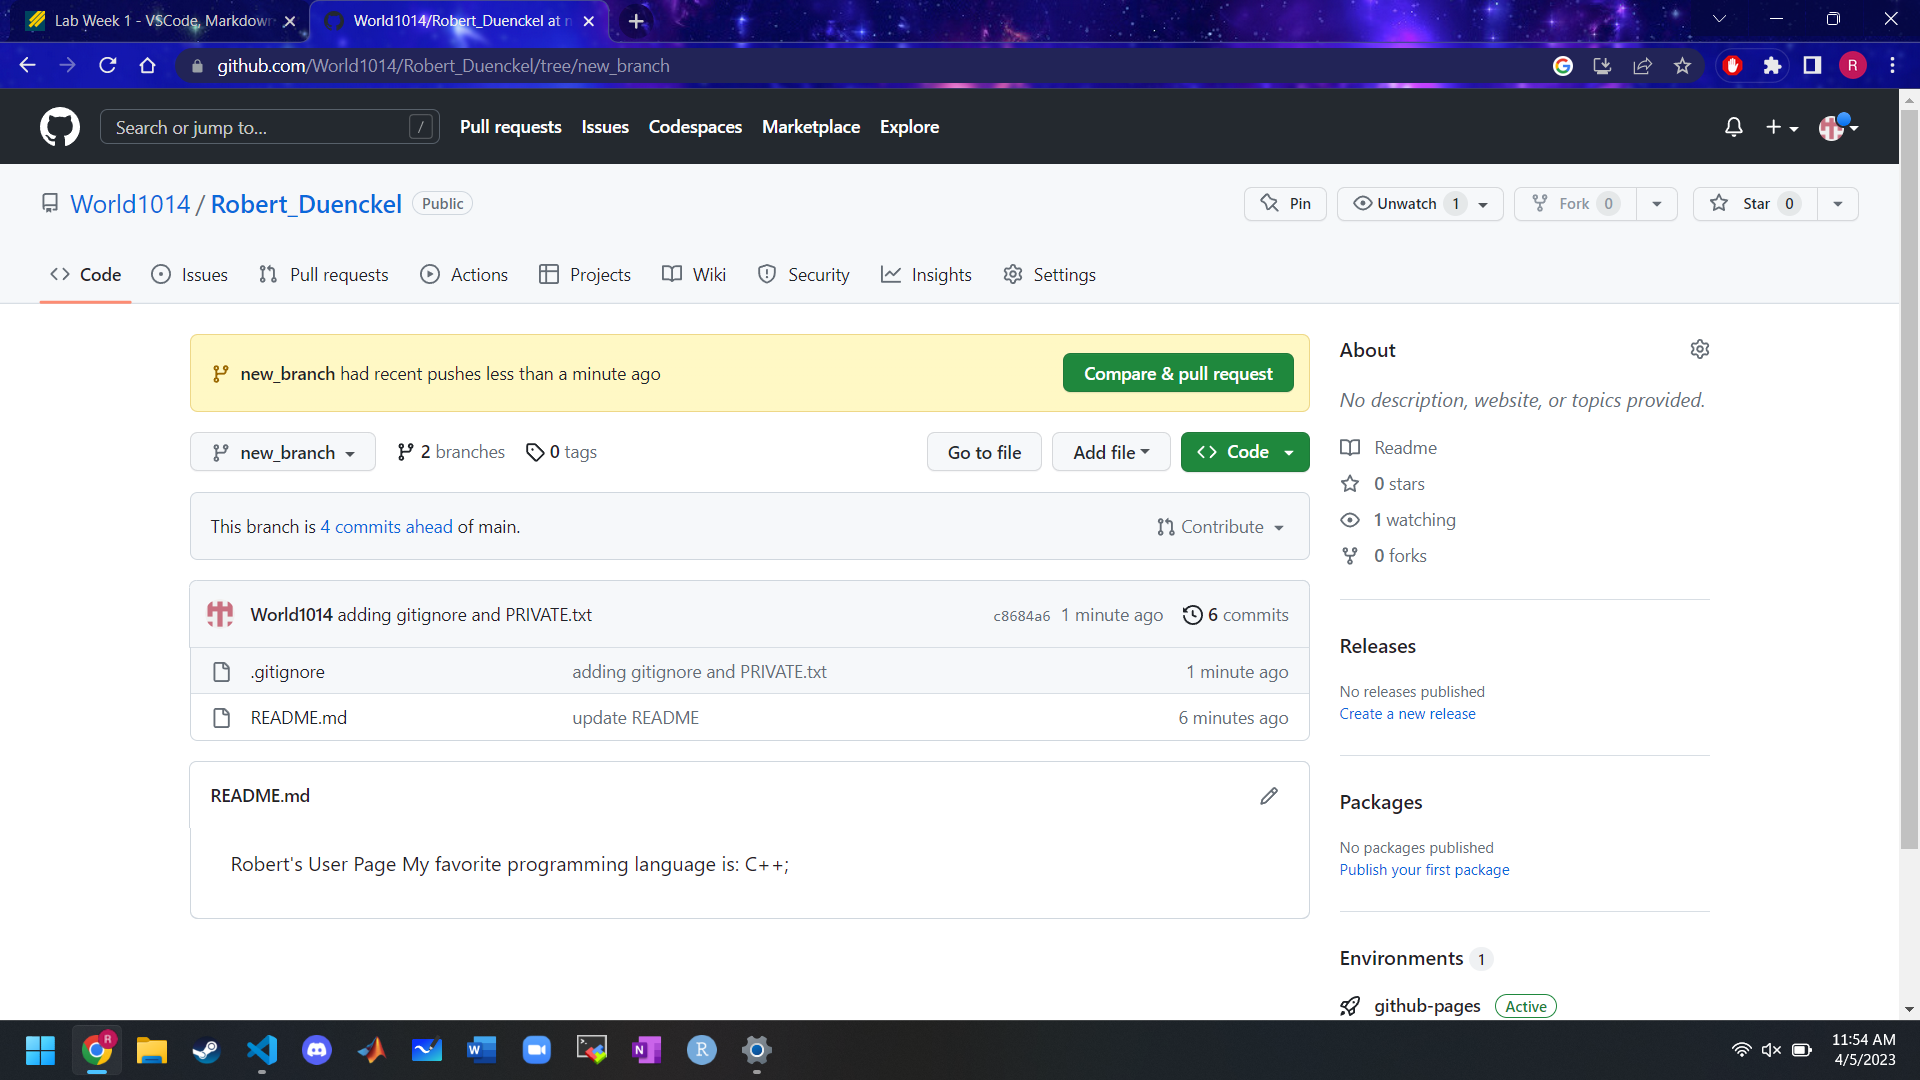 Lab Week 1 - VSCode, Markdown
World1014/Robert_Duenckel at n
github.com/World1014/Robert_Duenckel/tree/new_branch
R
Search or jump to... /
Pull requests Issues Codespaces Marketplace Explore
World1014 / Robert_Duenckel Public
Pin Unwatch 1 Fork 0 Star 0
Code Issues Pull requests Actions Projects Wiki Security Insights Settings
new_branch had recent pushes less than a minute ago
Compare & pull request
new_branch 2 branches 0 tags
Go to file Add file Code
This branch is 4 commits ahead of main.
Contribute
World1014 adding gitignore and PRIVATE.txt c8684a6 1 minute ago 6 commits
.gitignore adding gitignore and PRIVATE.txt 1 minute ago
README.md update README 6 minutes ago
README.md
Robert's User Page My favorite programming language is: C++;
About
No description, website, or topics provided.
Readme
0 stars
1 watching
0 forks
Releases
No releases published
Create a new release
Packages
No packages published
Publish your first package
Environments 1
github-pages Active
R
W
N
R
11:54 AM
4/5/2023